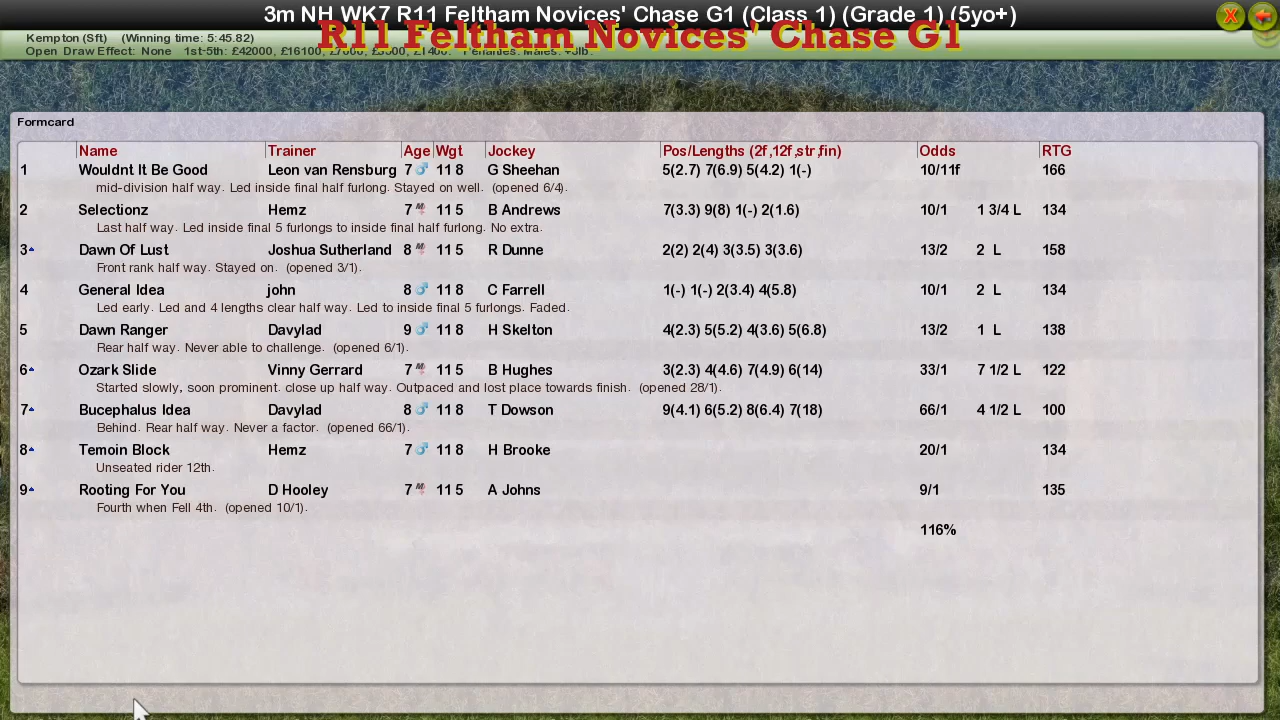 3m NH WK7 R11 Feltham Novices' Chase G1 (Class 1) (Grade 1) (5yo+)
R11 Feltham Novices' Chase G1
Kempton (Sft) (Winning time: 5:45.82)
Open Draw Effect: None 1st-5th: £42000, £16100, Penalties: Males: +3lb.
Formcard
Name Trainer Age Wgt Jockey Pos/Lengths (2f,12f,str,fin) Odds RTG
1 Wouldnt It Be Good Leon van Rensburg 7 11 8 G Sheehan 5(2.7) 7(6.9) 5(4.2) 1(-) 10/11f 166
mid-division half way. Led inside final half furlong. Stayed on well. (opened 6/4).
2 Selectionz Hemz 7 11 5 B Andrews 7(3.3) 9(8) 1(-) 2(1.6) 10/1 1 3/4 L 134
Last half way. Led inside final 5 furlongs to inside final half furlong. No extra.
3 Dawn Of Lust Joshua Sutherland 8 11 5 R Dunne 2(2) 2(4) 3(3.5) 3(3.6) 13/2 2 L 158
Front rank half way. Stayed on. (opened 3/1).
4 General Idea john 8 11 8 C Farrell 1(-) 1(-) 2(3.4) 4(5.8) 10/1 2 L 134
Led early. Led and 4 lengths clear half way. Led to inside final 5 furlongs. Faded.
5 Dawn Ranger Davylad 9 11 8 H Skelton 4(2.3) 5(5.2) 4(3.6) 5(6.8) 13/2 1 L 138
Rear half way. Never able to challenge. (opened 6/1).
6 Ozark Slide Vinny Gerrard 7 11 5 B Hughes 3(2.3) 4(4.6) 7(4.9) 6(14) 33/1 7 1/2 L 122
Started slowly, soon prominent. close up half way. Outpaced and lost place towards finish. (opened 28/1).
7 Bucephalus Idea Davylad 8 11 8 T Dowson 9(4.1) 6(5.2) 8(6.4) 7(18) 66/1 4 1/2 L 100
Behind. Rear half way. Never a factor. (opened 66/1).
8 Temoin Block Hemz 7 11 8 H Brooke 20/1 134
Unseated rider 12th.
9 Rooting For You D Hooley 7 11 5 A Johns 9/1 135
Fourth when Fell 4th. (opened 10/1).
116%